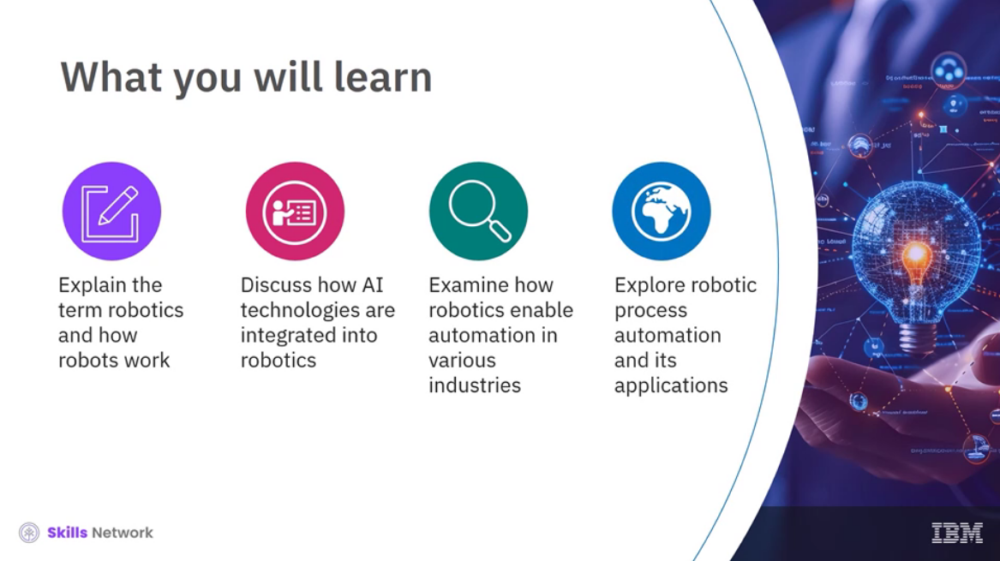 What you will learn
Explain the
term robotics
and how
robots work
Discuss how AI
technologies are
integrated into
robotics
Examine how
robotics enable
automation in
various
industries
Explore robotic
process
automation
and its
applications
Skills Network
IBM